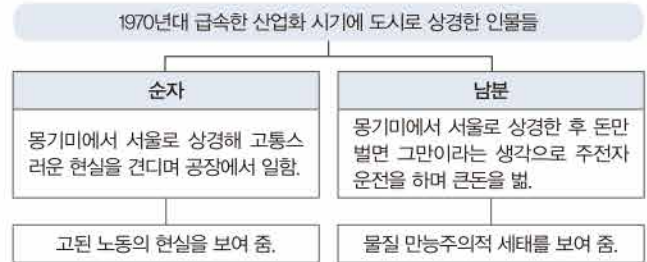 1970년대 급속한 산업화 시기에 도시로 상경한 인물들
순자
몽기미에서 서울로 상경해 고통스
러운 현실을 견디며 공장에서 일함.
고된 노동의 현실을 보여 줌.
남분
몽기미에서 서울로 상경한 후 돈만
벌면 그만이라는 생각으로 주전자
운전을 하며 큰돈을 벎.
물질 만능주의적 세태를 보여 줌.